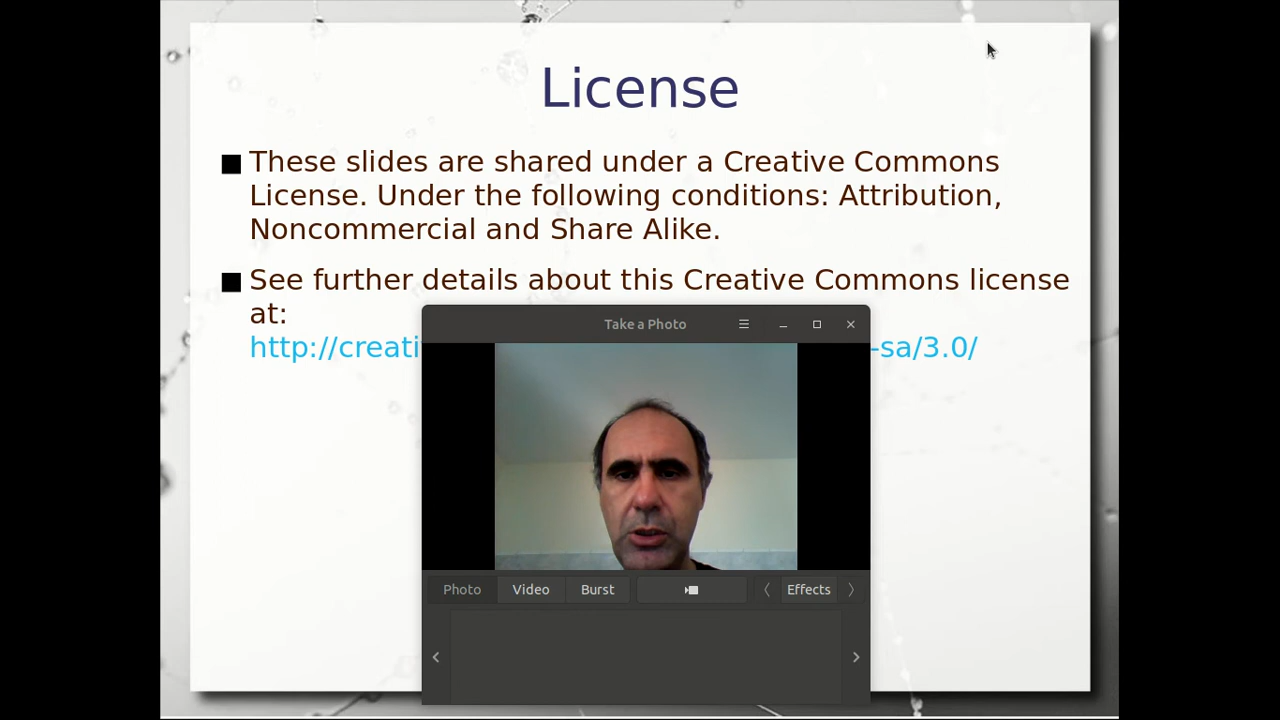 License
These slides are shared under a Creative Commons
License. Under the following conditions: Attribution,
Noncommercial and Share Alike.
See further details about this Creative Commons license
at:
http://creati -sa/3.0/
Take a Photo
Photo Video Burst Effects